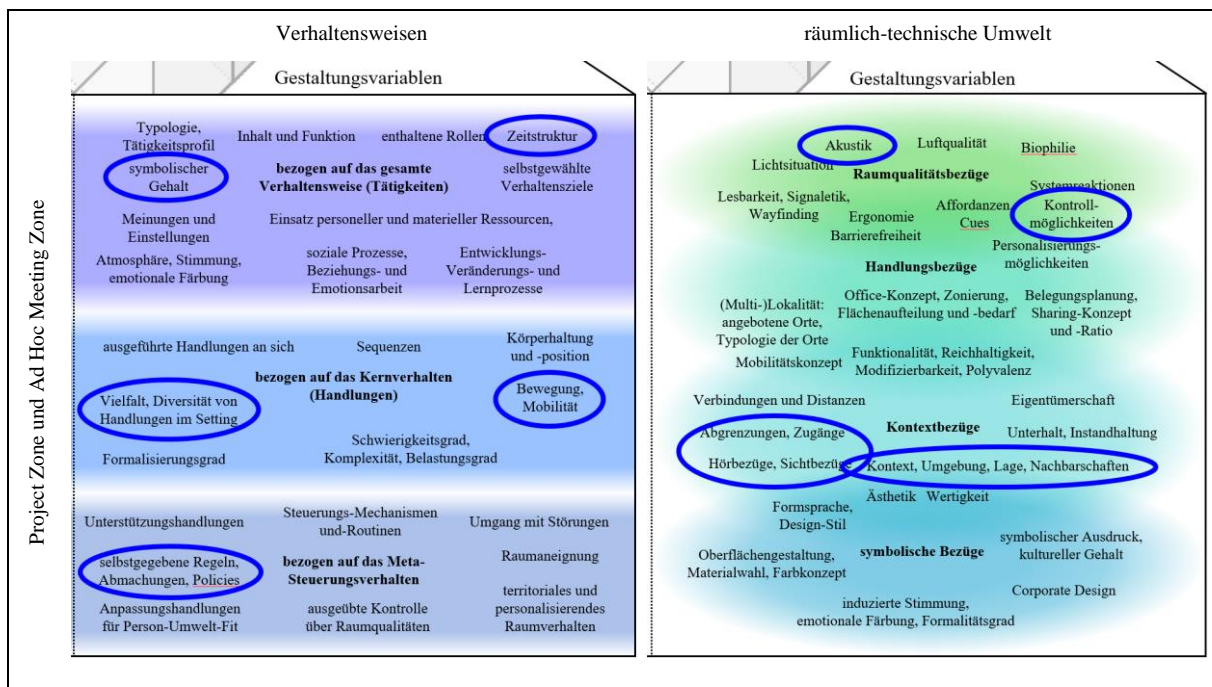 Verhaltensweisen
räumlich-technische Umwelt
Project Zone und Ad Hoc Meeting Zone
Gestaltungsvariablen
Typologie,
Tätigkeitsprofil
Inhalt und Funktion
enthaltene Rollen
Zeitstruktur
symbolischer
Gehalt
bezogen auf das gesamte
Verhaltensweise (Tätigkeiten)
selbstgewählte
Verhaltensziele
Meinungen und
Einstellungen
Einsatz personeller und materieller Ressourcen,
Atmosphäre, Stimmung,
emotionale Färbung
soziale Prozesse,
Beziehungs- und
Emotionsarbeit
Entwicklungs-
Veränderungs- und
Lernprozesse
ausgeführte Handlungen an sich
Sequenzen
Körperhaltung
und -position
bezogen auf das Kernverhalten
(Handlungen)
Vielfalt, Diversität von
Handlungen im Setting
Bewegung,
Mobilität
Formalisierungsgrad
Schwierigkeitsgrad,
Komplexität, Belastungsgrad
Unterstützungshandlungen
Steuerungs-Mechanismen
und-Routinen
Umgang mit Störungen
selbstgegebene Regeln,
Abmachungen, Policies
bezogen auf das Meta-
Steuerungsverhalten
Raumaneignung
Anpassungshandlungen
für Person-Umwelt-Fit
ausgeübte Kontrolle
über Raumqualitäten
territoriales und
personalisierendes
Raumverhalten
Gestaltungsvariablen
Akustik
Luftqualität
Biophilie
Lichtsituation
Raumqualitätsbezüge
Systemreaktionen
Lesbarkeit, Signaletik,
Wayfinding
Ergonomie
Barrierefreiheit
Affordanzen
Cues
Kontroll-
möglichkeiten
Personalisierungs-
möglichkeiten
Handlungsbezüge
(Multi-)Lokalität:
angebotene Orte,
Typologie der Orte
Office-Konzept, Zonierung,
Flächenaufteilung und -bedarf
Belegungsplanung,
Sharing-Konzept
und -Ratio
Mobilitätskonzept
Funktionalität, Reichhaltigkeit,
Modifizierbarkeit, Polyvalenz
Verbindungen und Distanzen
Eigentümerschaft
Abgrenzungen, Zugänge
Kontextbezüge
Unterhalt, Instandhaltung
Hörbezüge, Sichtbezüge
Kontext, Umgebung, Lage, Nachbarschaften
Ästhetik
Wertigkeit
Formsprache,
Design-Stil
Oberflächengestaltung,
Materialwahl, Farbkonzept
symbolische Bezüge
symbolischer Ausdruck,
kultureller Gehalt
Corporate Design
induzierte Stimmung,
emotionale Färbung, Formalitätsgrad